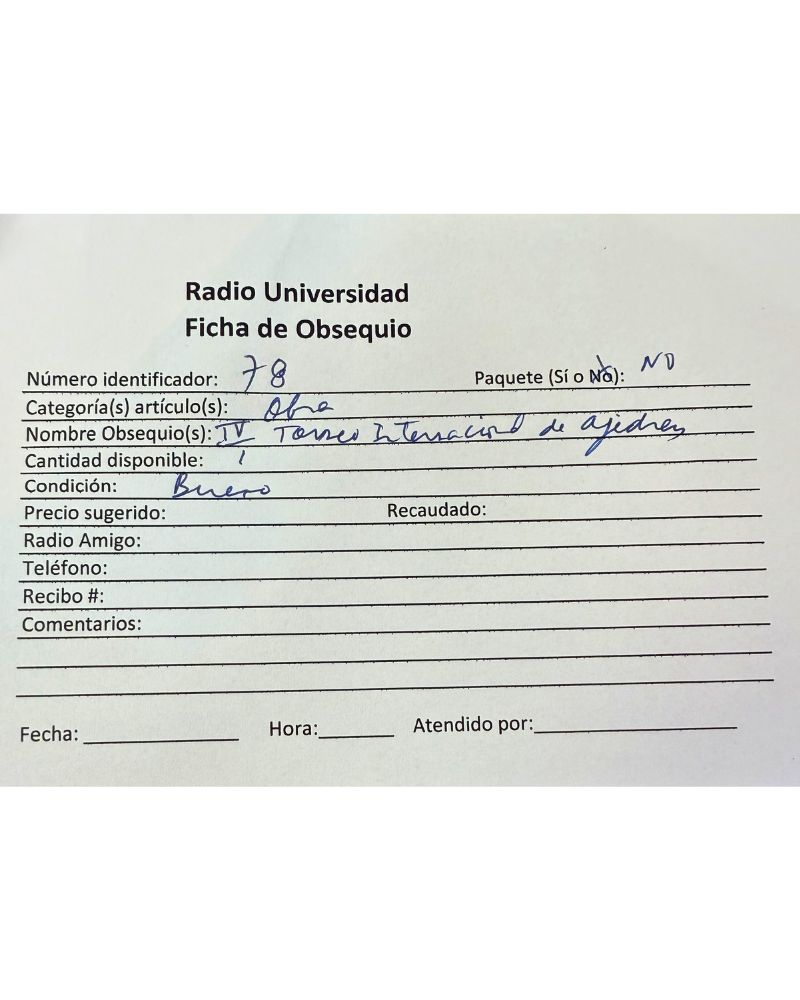 Radio Universidad
Ficha de Obsequio
Número identificador: 78 Paquete (Sí o No): NO
Categoría(s) artículo(s): Obra
Nombre Obsequio(s): IV Torneo Internacional de Ajedrez
Cantidad disponible: 1
Condición: Bueno
Precio sugerido: Recaudado:
Radio Amigo:
Teléfono:
Recibo #:
Comentarios:
Fecha: Hora: Atendido por: